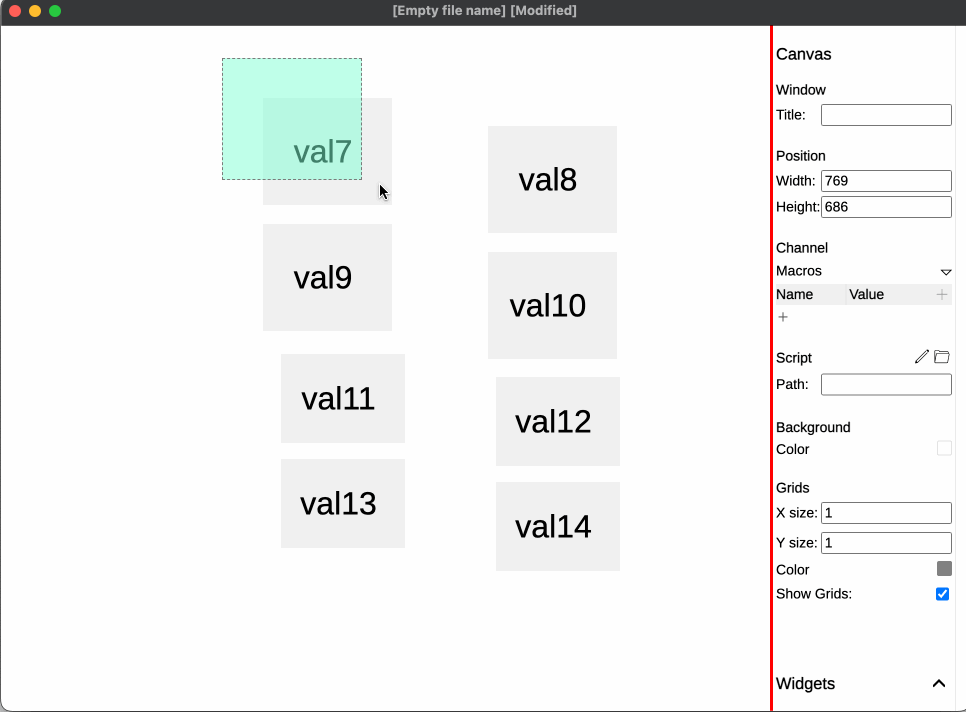 [Empty file name] [Modified]
val7
val8
val9
val10
val11
val12
val13
val14
Canvas
Window
Title:
Position
Width: 769
Height: 686
Channel
Macros
Name Value +
+
Script
Path:
Background
Color
Grids
X size: 1
Y size: 1
Color
Show Grids:
Widgets